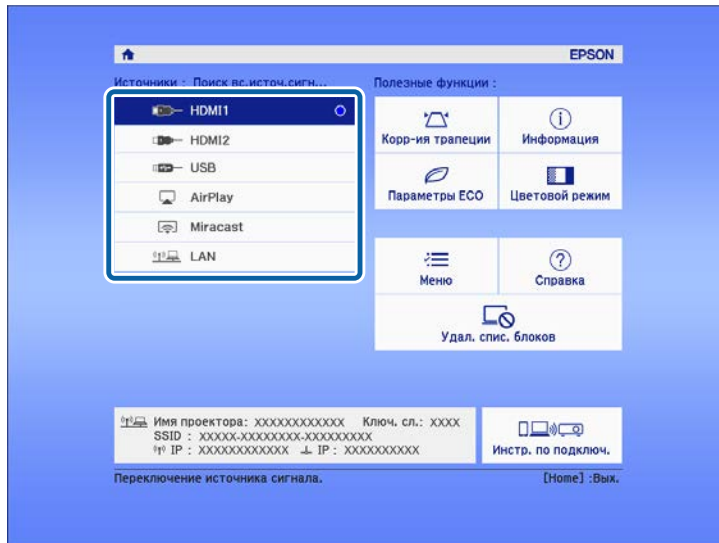 EPSON
Источники : Поиск вс.источ.сигн...
HDMI1
HDMI2
USB
AirPlay
Miracast
LAN
Полезные функции :
Корр-ия трапеции
Информация
Параметры ECO
Цветовой режим
Меню
Справка
Удал. спис. блоков
Имя проектора: XXXXXXXXXXXX Ключ. сл.: XXXX
SSID : XXXXX-XXXXXXXX-XXXXXXXXX
IP : XXXXXXXXXXXX IP : XXXXXXXXXX
Инстр. по подключ.
Переключение источника сигнала.
[Home] :Вых.